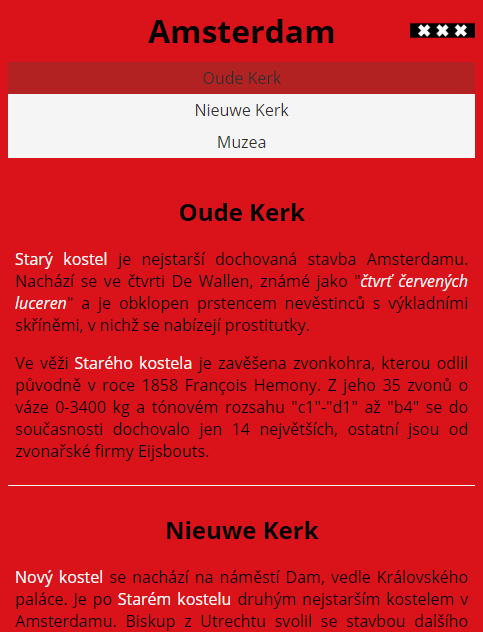 Amsterdam
Oude Kerk
Nieuwe Kerk
Muzea
Oude Kerk
Starý kostel je nejstarší dochovaná stavba Amsterdamu.
Nachází se ve čtvrti De Wallen, známé jako "čtvrť červených
luceren" a je obklopen prstencem nevěstinců s výkladními
skříněmi, v nichž se nabízejí prostitutky.
Ve věži Starého kostela je zavěšena zvonkohra, kterou odlil
původně v roce 1858 François Hemony. Z jeho 35 zvonů o
váze 0-3400 kg a tónovém rozsahu "c1"-"d1" až "b4" se do
současnosti dochovalo jen 14 největších, ostatní jsou od
zvonařské firmy Eijsbouts.
Nieuwe Kerk
Nový kostel se nachází na náměstí Dam, vedle Královského
paláce. Je po Starém kostelu druhým nejstarším kostelem v
Amsterdamu. Biskup z Utrechtu svolil se stavbou dalšího